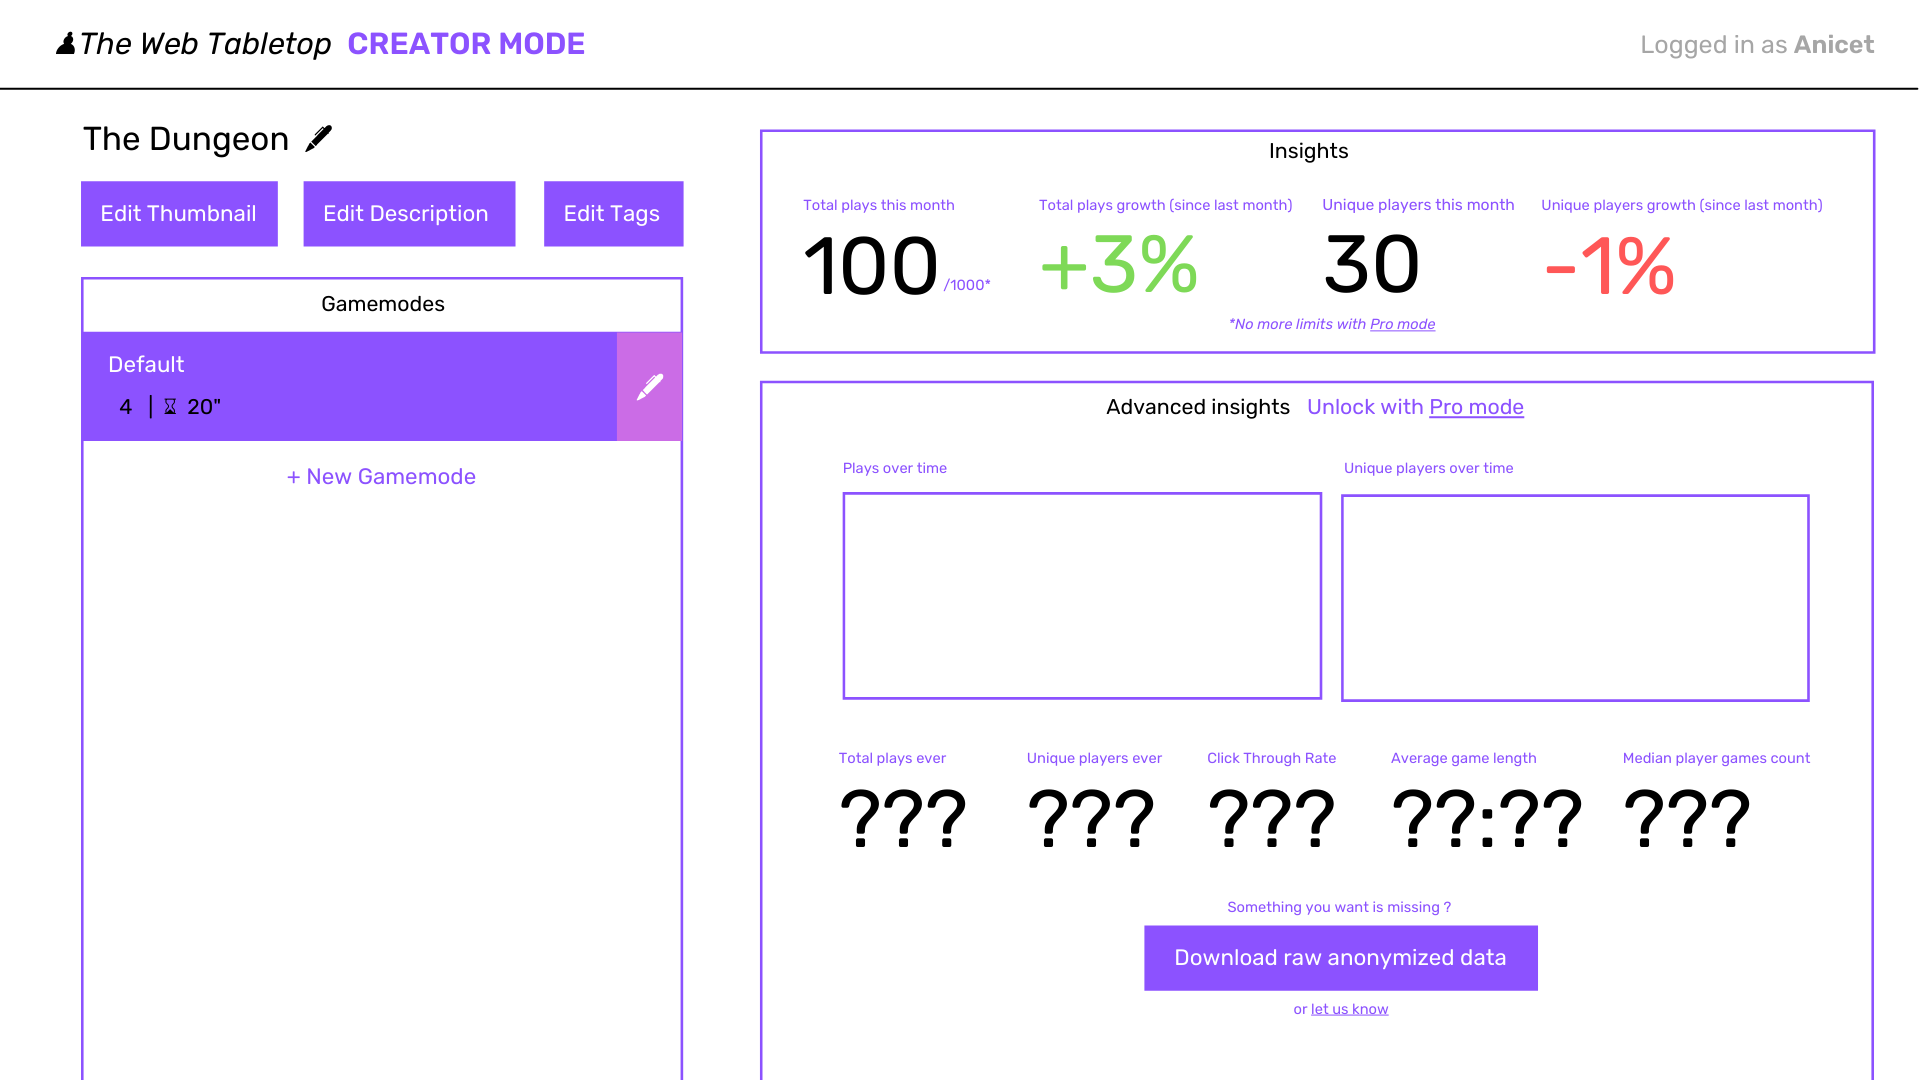 The Web Tabletop CREATOR MODE
Logged in as Anicet
The Dungeon
Edit Thumbnail
Edit Description
Edit Tags
Gamemodes
Default
4 | 20"
+ New Gamemode
Insights
Total plays this month
100 /1000*
Total plays growth (since last month)
+3%
Unique players this month
30
Unique players growth (since last month)
-1%
*No more limits with Pro mode
Advanced insights Unlock with Pro mode
Plays over time
Unique players over time
Total plays ever
???
Unique players ever
???
Click Through Rate
???
Average game length
??:??
Median player games count
???
Something you want is missing ?
Download raw anonymized data
or let us know